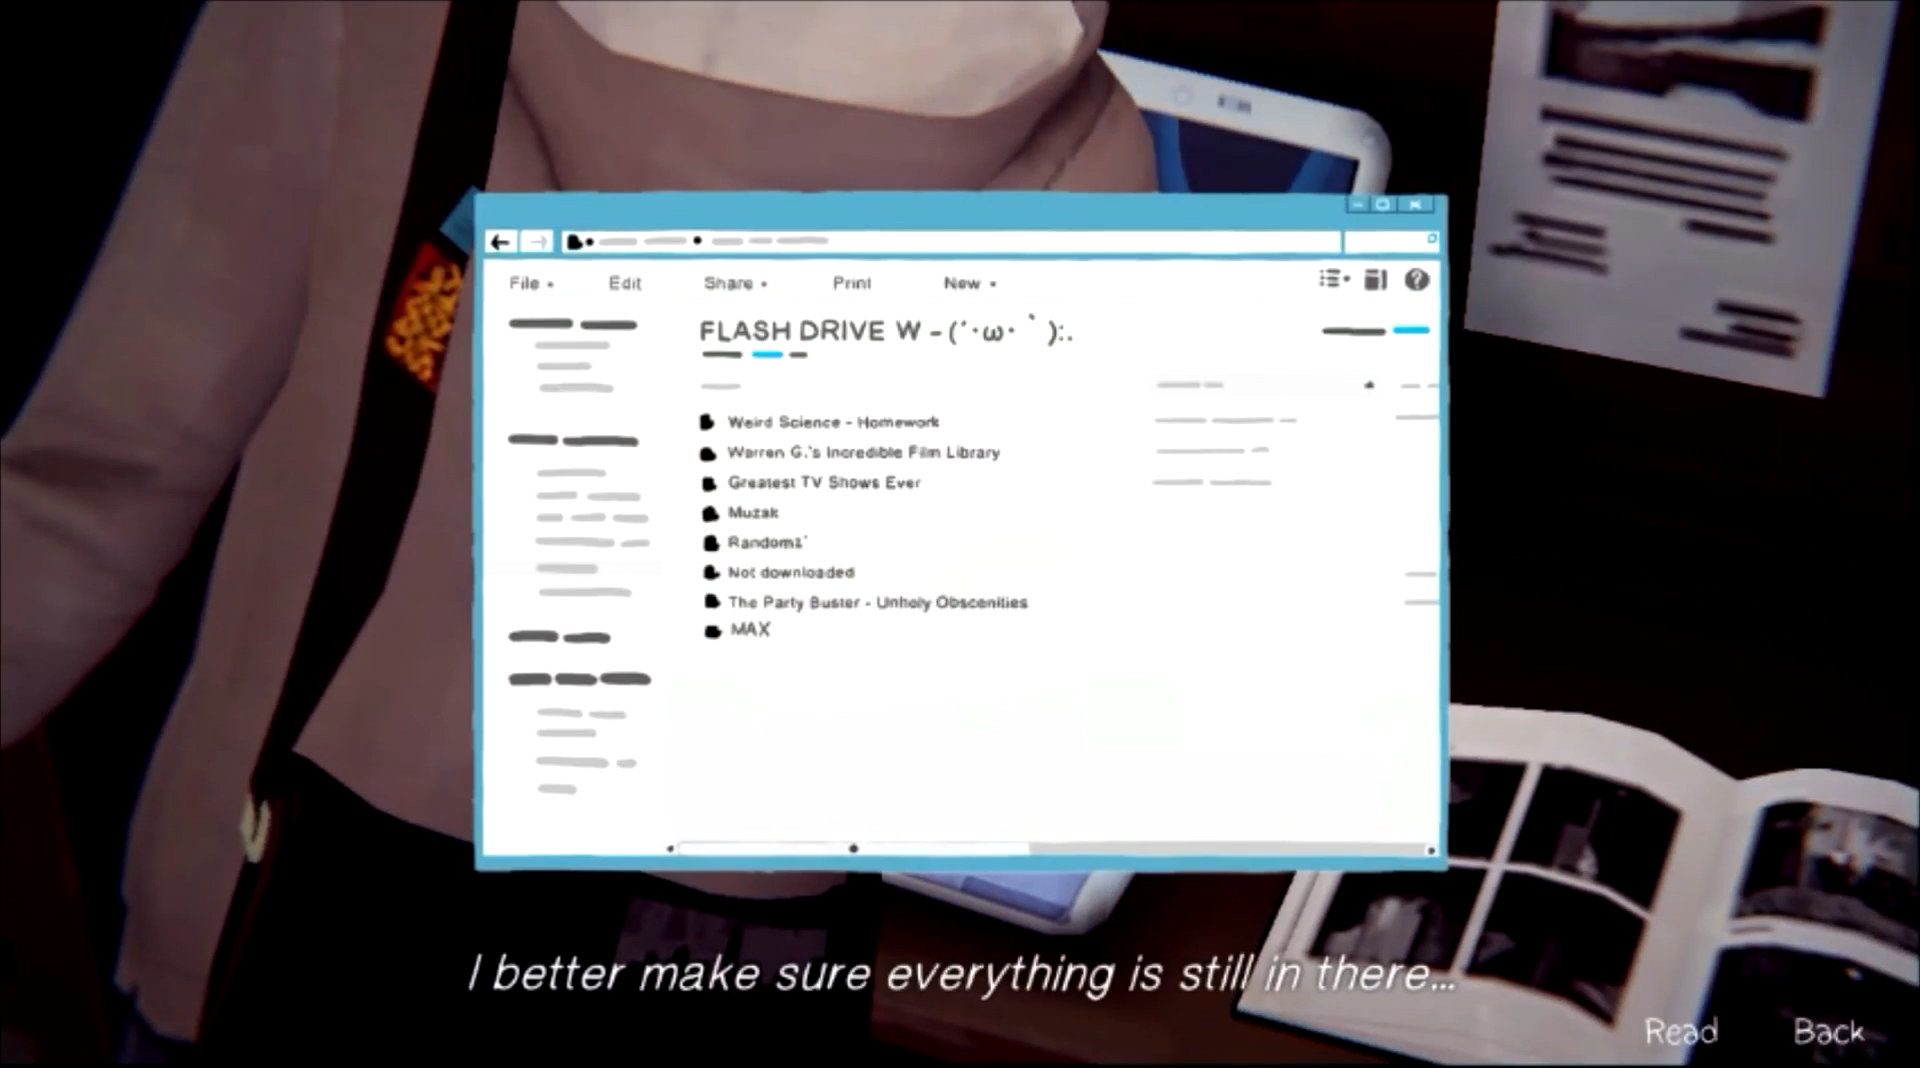 File
Edit
Share
Print
New
FLASH DRIVE W - (´·ω·`):.
Weird Science - Homework
Warren G.'s Incredible Film Library
Greatest TV Shows Ever
Muzak
Randomz'
Not downloaded
The Party Buster - Unholy Obscenities
MAX
I better make sure everything is still in there...
Read
Back